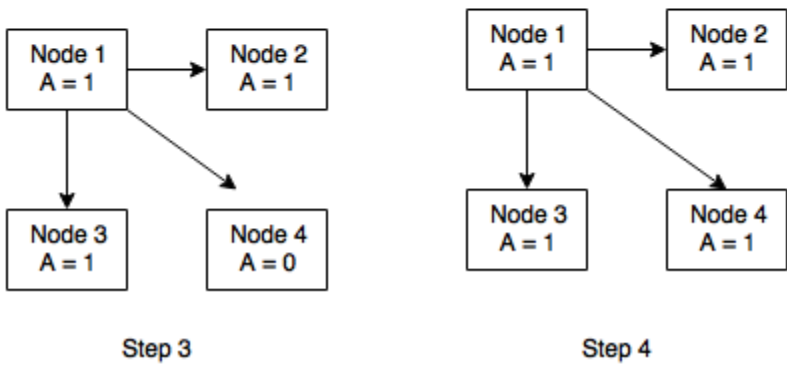 Node 1
A = 1
Node 2
A = 1
Node 3
A = 1
Node 4
A = 0
Step 3
Node 1
A = 1
Node 2
A = 1
Node 3
A = 1
Node 4
A = 1
Step 4